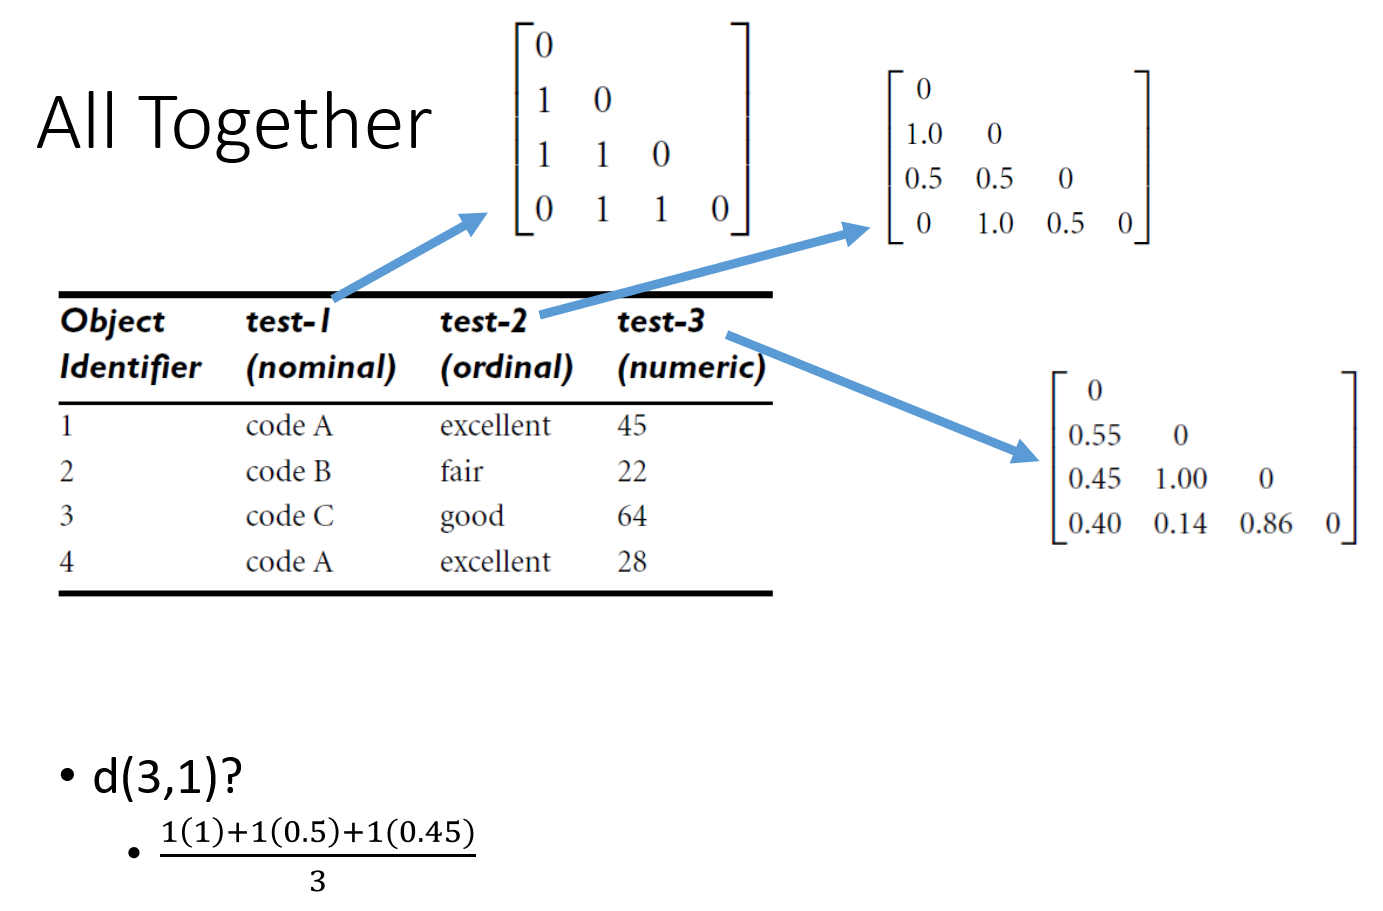 All Together
0
1 0
1 1 0
0 1 1 0
0
1.0 0
0.5 0.5 0
0 1.0 0.5 0
Object Identifier test-1 (nominal) test-2 (ordinal) test-3 (numeric)
1 code A excellent 45
2 code B fair 22
3 code C good 64
4 code A excellent 28
0
0.55 0
0.45 1.00 0
0.40 0.14 0.86 0
• d(3,1)?
• 1(1)+1(0.5)+1(0.45)
3